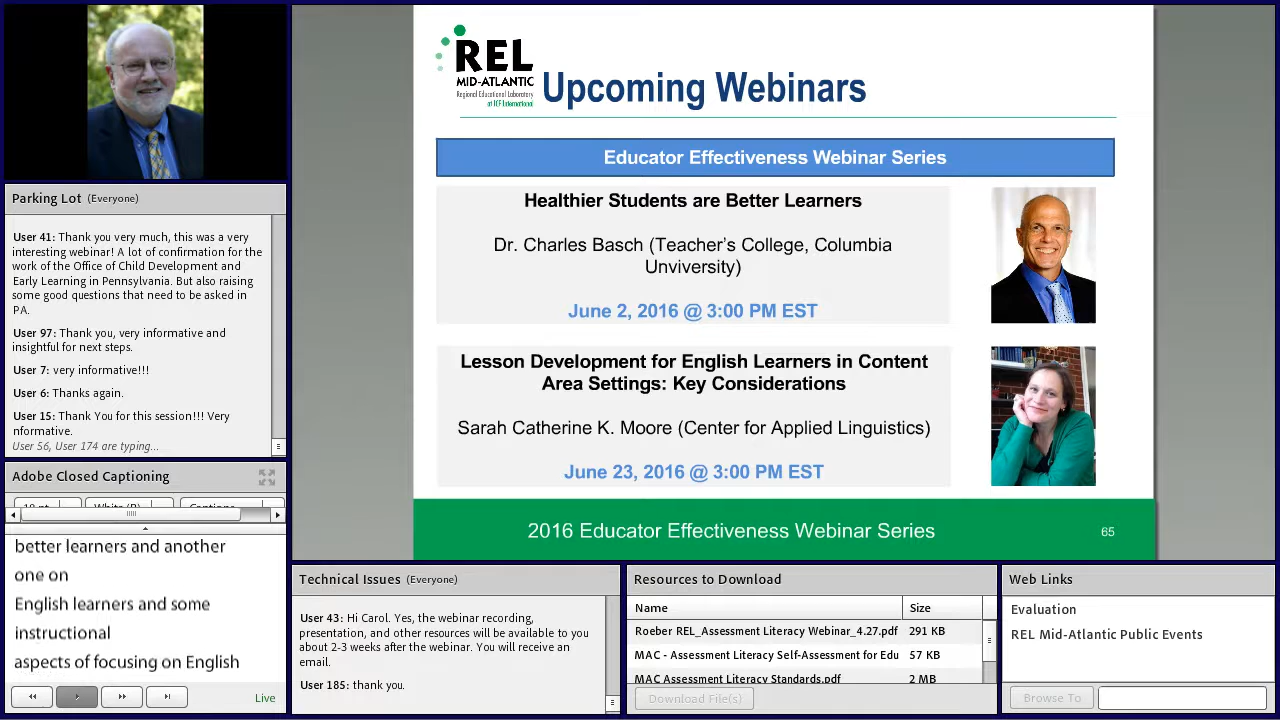 REL
MID-ATLANTIC
Regional Educational Laboratory
at ICF International
Upcoming Webinars
Educator Effectiveness Webinar Series
Healthier Students are Better Learners
Dr. Charles Basch (Teacher's College, Columbia
Unviversity)
June 2, 2016 @ 3:00 PM EST
Lesson Development for English Learners in Content
Area Settings: Key Considerations
Sarah Catherine K. Moore (Center for Applied Linguistics)
June 23, 2016 @ 3:00 PM EST
2016 Educator Effectiveness Webinar Series
65
Parking Lot (Everyone)
User 41: Thank you very much, this was a very
interesting webinar! A lot of confirmation for the
work of the Office of Child Development and
Early Learning in Pennsylvania. But also raising
some good questions that need to be asked in
PA.
User 97: Thank you, very informative and
insightful for next steps.
User 7: very informative!!!
User 6: Thanks again.
User 15: Thank You for this session!!! Very
nformative.
User 56, User 174 are typing...
Adobe Closed Captioning
better learners and another
one on
English learners and some
instructional
aspects of focusing on English
Live
Technical Issues (Everyone)
User 43: Hi Carol. Yes, the webinar recording,
presentation, and other resources will be available to you
about 2-3 weeks after the webinar. You will receive an
email.
User 185: thank you.
Resources to Download
Name Size
Roeber REL_Assessment Literacy Webinar_4.27.pdf 291 KB
MAC - Assessment Literacy Self-Assessment for Edu 57 KB
MAC Assessment Literacy Standards.pdf 2 MB
Download File(s)
Web Links
Evaluation
REL Mid-Atlantic Public Events
Browse To